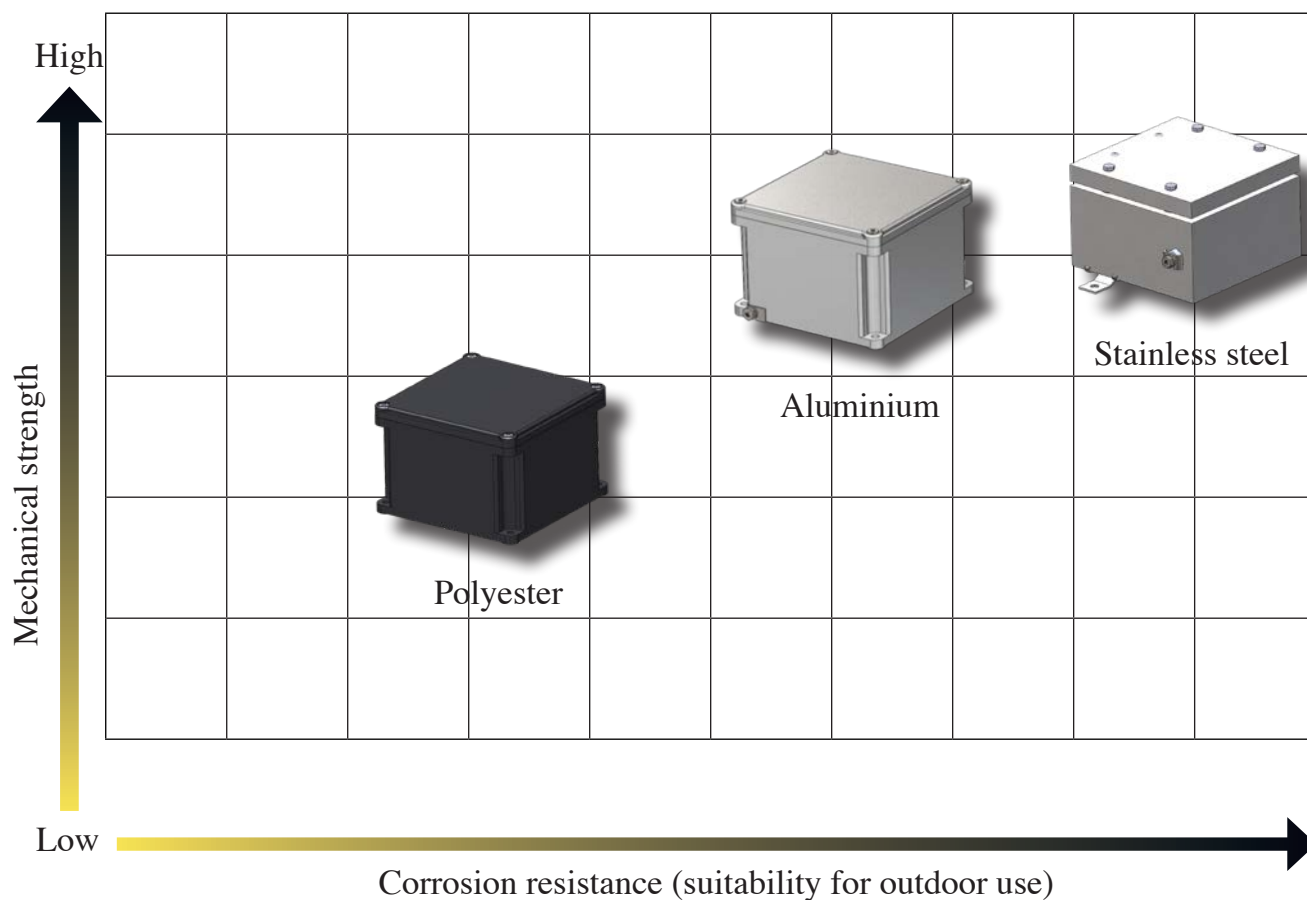 High
Stainless steel
Aluminium
Mechanical strength
Polyester
Low
Corrosion resistance (suitability for outdoor use)